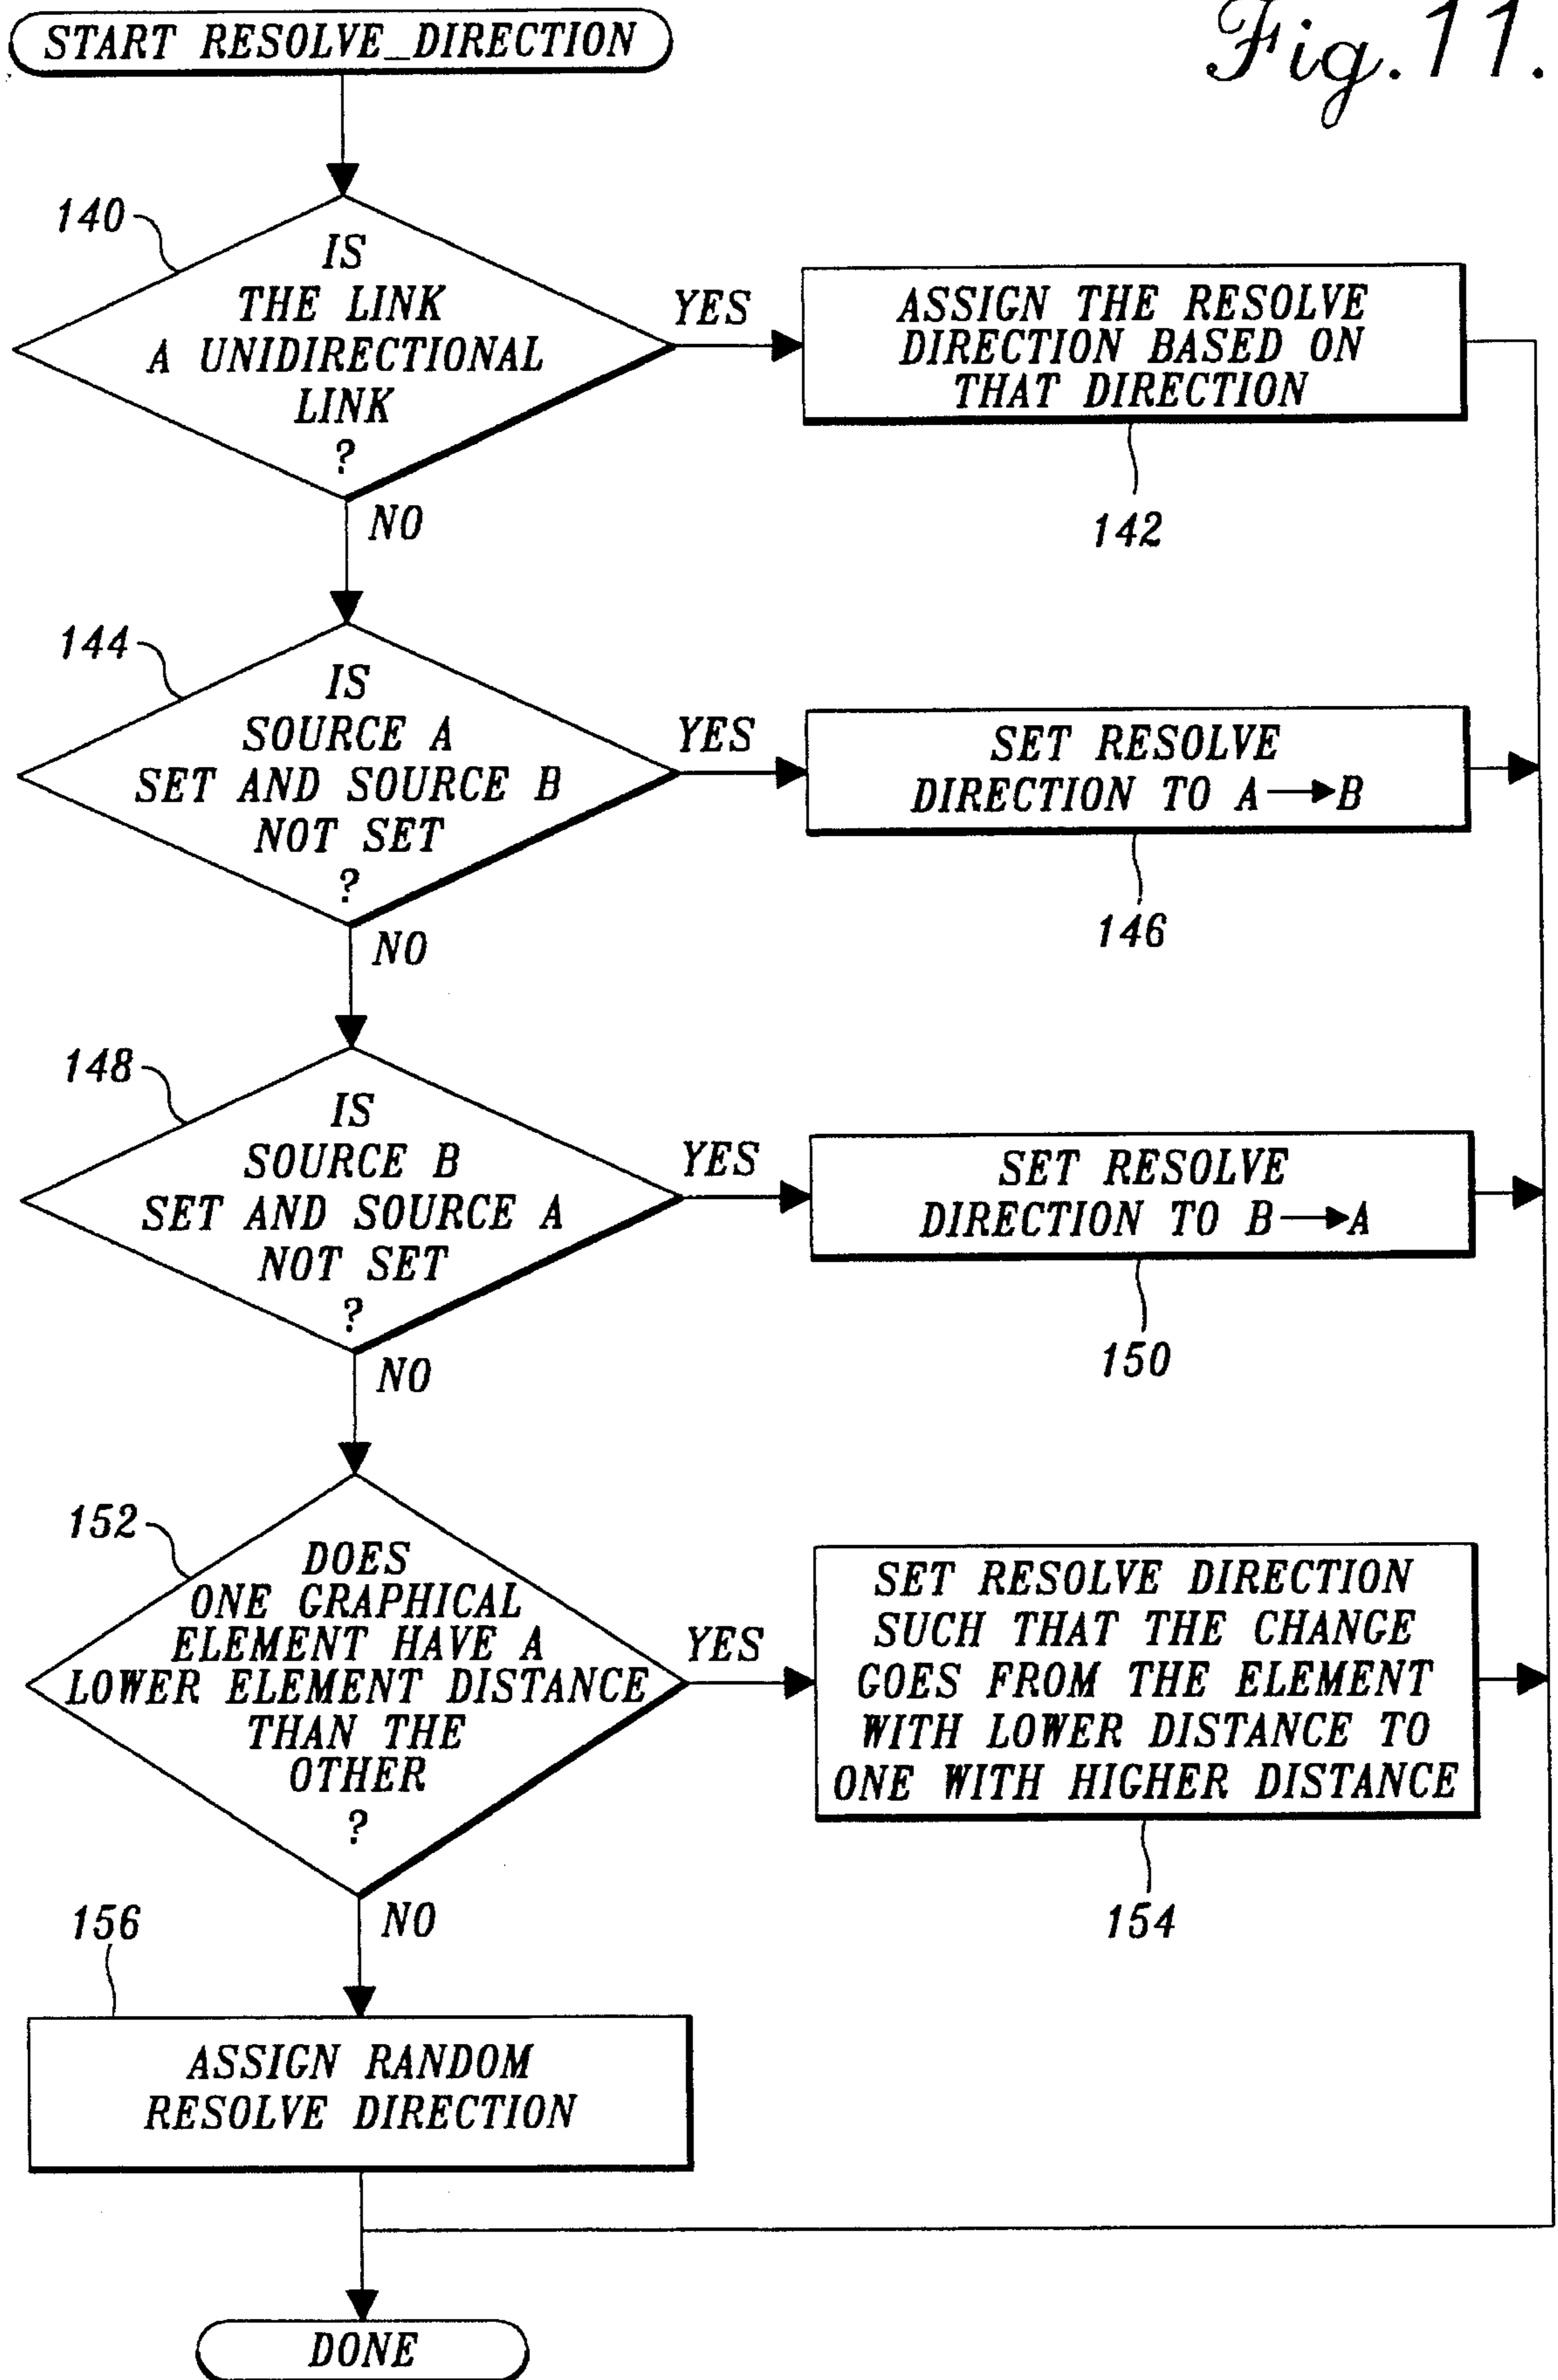 Fig. 11.
START RESOLVE_DIRECTION
140
IS
THE LINK
A UNIDIRECTIONAL
LINK
?
YES
ASSIGN THE RESOLVE
DIRECTION BASED ON
THAT DIRECTION
142
NO
144
IS
SOURCE A
SET AND SOURCE B
NOT SET
?
YES
SET RESOLVE
DIRECTION TO A→B
146
NO
148
IS
SOURCE B
SET AND SOURCE A
NOT SET
?
YES
SET RESOLVE
DIRECTION TO B→A
150
NO
152
DOES
ONE GRAPHICAL
ELEMENT HAVE A
LOWER ELEMENT DISTANCE
THAN THE
OTHER
?
YES
SET RESOLVE DIRECTION
SUCH THAT THE CHANGE
GOES FROM THE ELEMENT
WITH LOWER DISTANCE TO
ONE WITH HIGHER DISTANCE
154
NO
156
ASSIGN RANDOM
RESOLVE DIRECTION
DONE